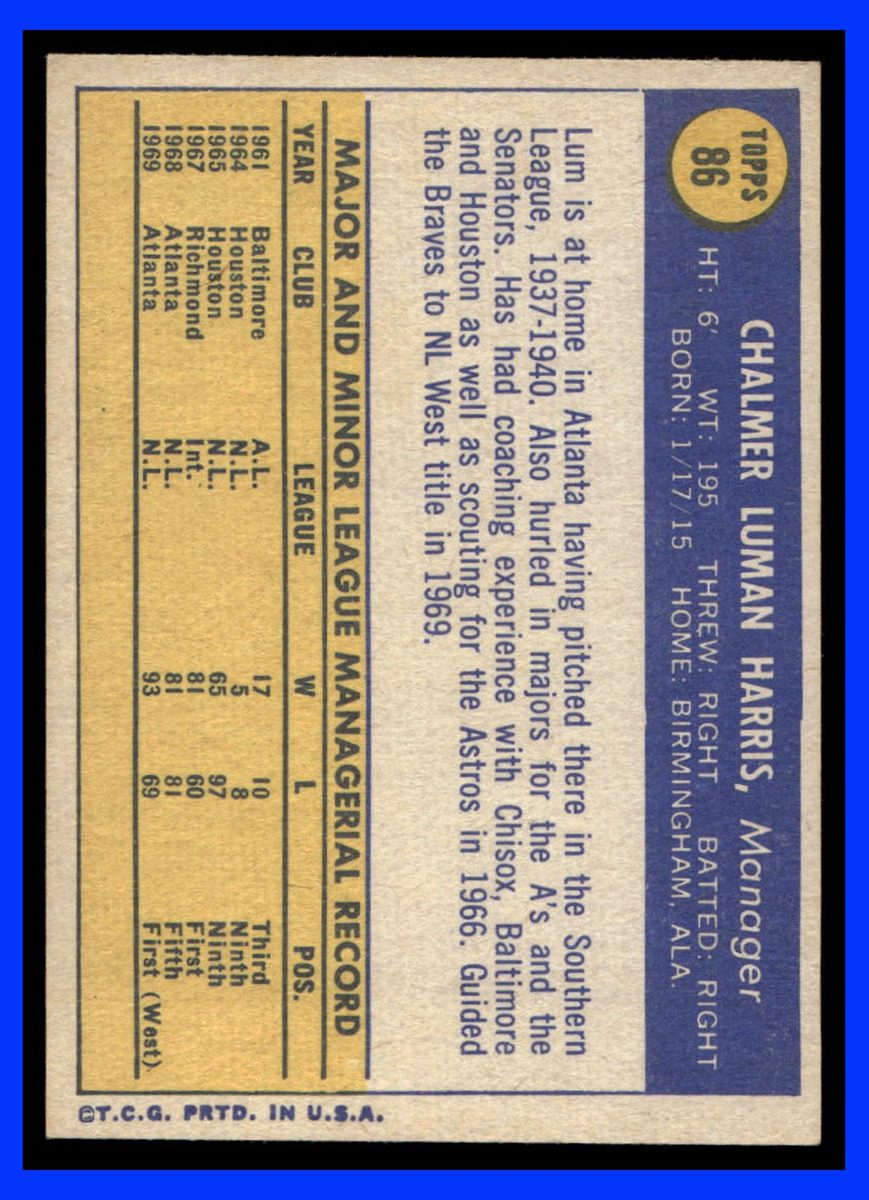 TOPPS
86
CHALMER LUMAN HARRIS, Manager
HT: 6' WT: 195 THREW: RIGHT BATTED: RIGHT
BORN: 1/17/15 HOME: BIRMINGHAM, ALA.
Lum is at home in Atlanta having pitched there in the Southern
League, 1937-1940. Also hurled in majors for the A's and the
Senators. Has had coaching experience with Chisox, Baltimore
and Houston as well as scouting for the Astros in 1966. Guided
the Braves to NL West title in 1969.
MAJOR AND MINOR LEAGUE MANAGERIAL RECORD
YEAR CLUB LEAGUE W L POS.
1961 Baltimore A.L. 17 10 Third
1964 Houston N.L. 5 8 Ninth
1965 Houston N.L. 65 97 Ninth
1967 Richmond Int. 81 60 First
1968 Atlanta N.L. 81 81 Fifth
1969 Atlanta N.L. 93 69 First (West)
©T.C.G. PRTD. IN U.S.A.